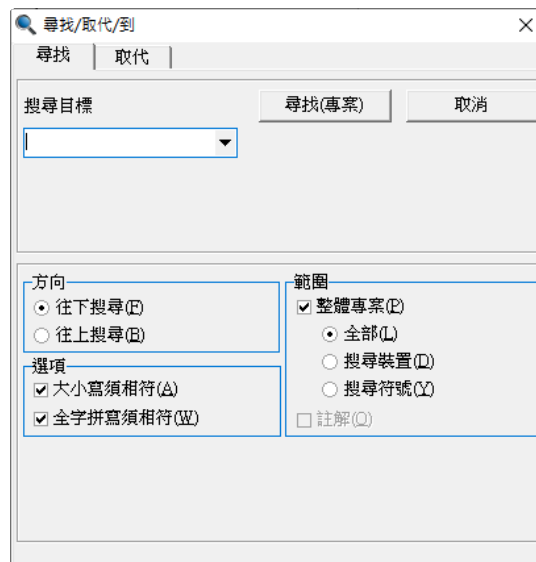 尋找/取代/到
尋找 取代
搜尋目標 尋找(專案) 取消
方向
往下搜尋(F)
往上搜尋(B)
選項
大小寫須相符(A)
全字拼寫須相符(W)
範圍
整體專案(P)
全部(L)
搜尋裝置(D)
搜尋符號(Y)
註解(O)